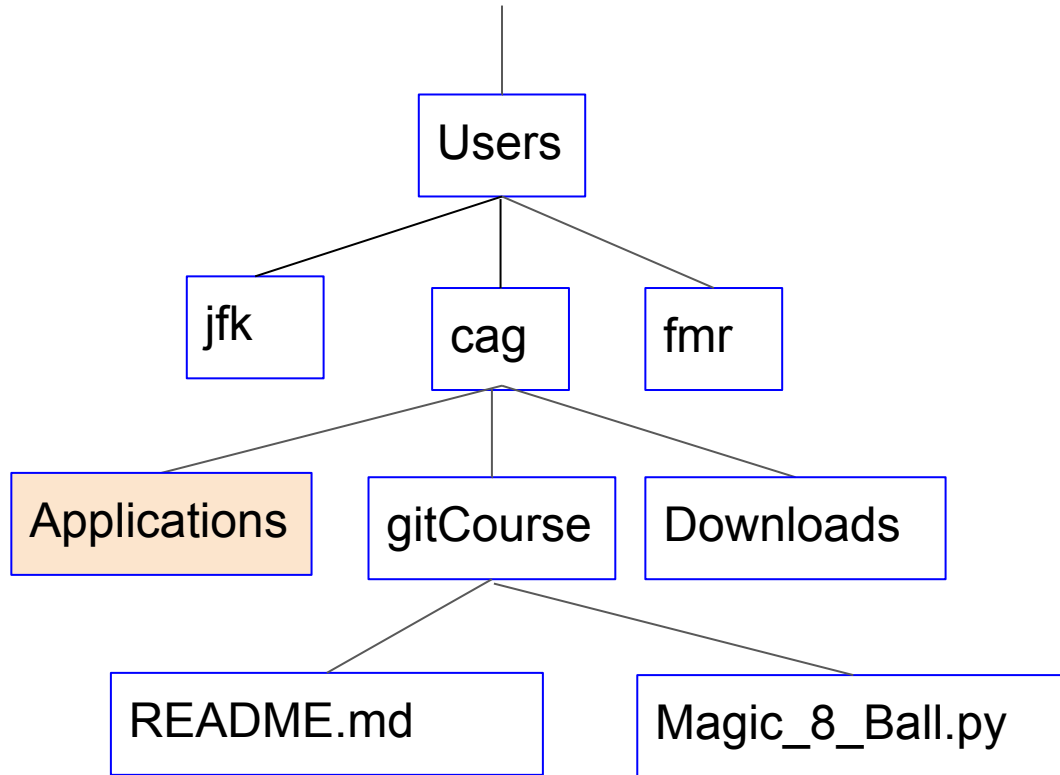 Users
jfk
cag
fmr
Applications
gitCourse
Downloads
README.md
Magic_8_Ball.py